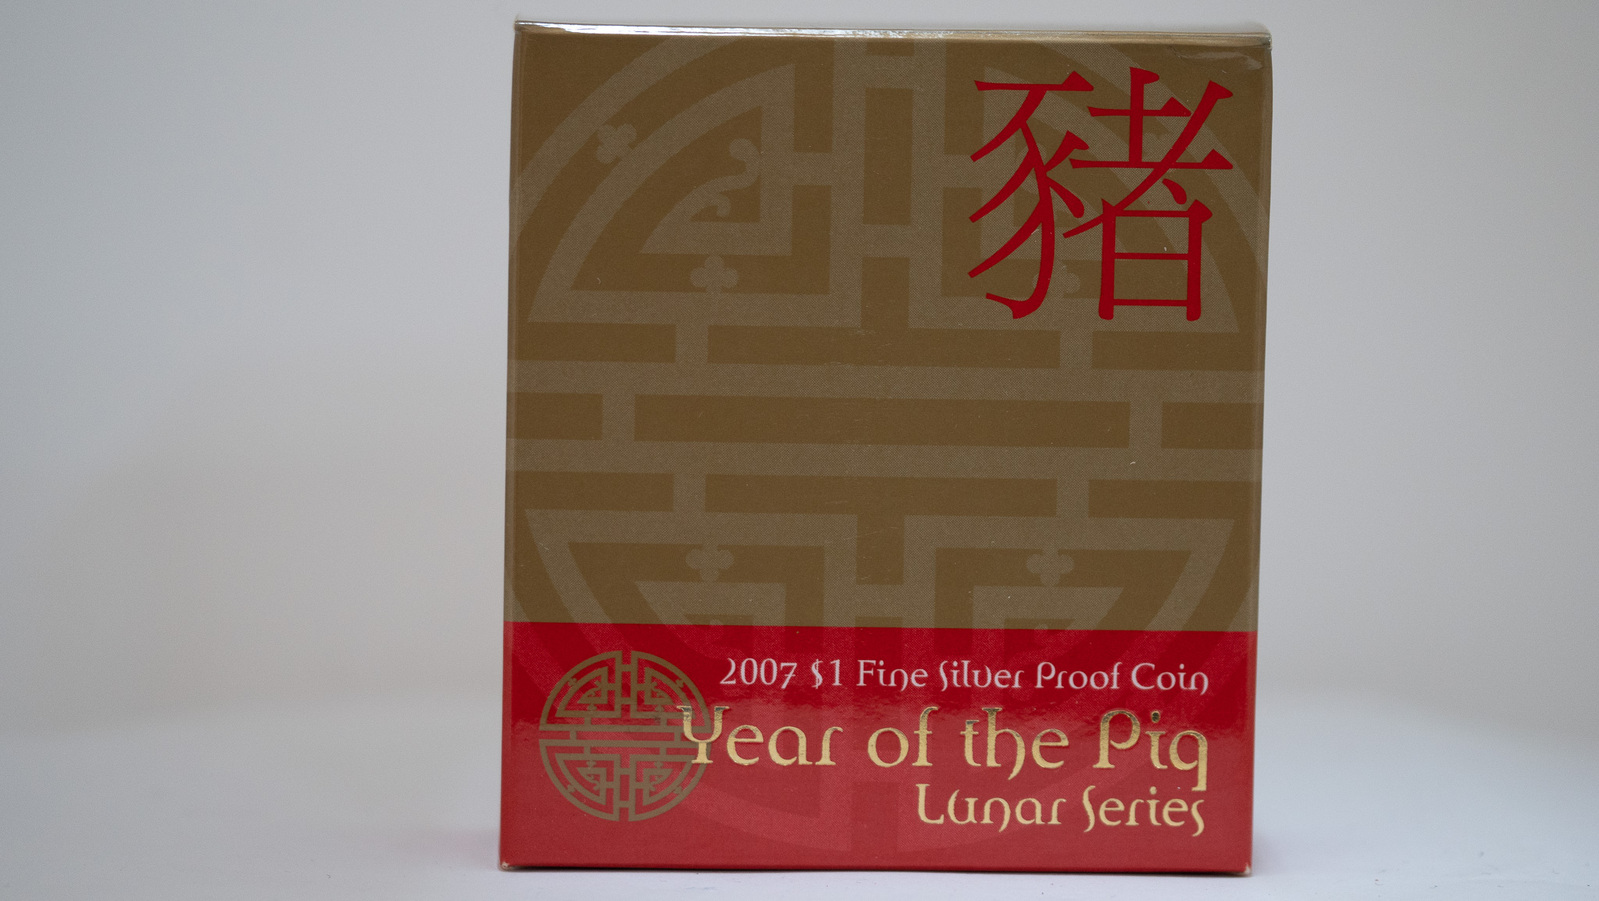 豬
2007 $1 Fine Silver Proof Coin
Year of the Pig
Lunar Series